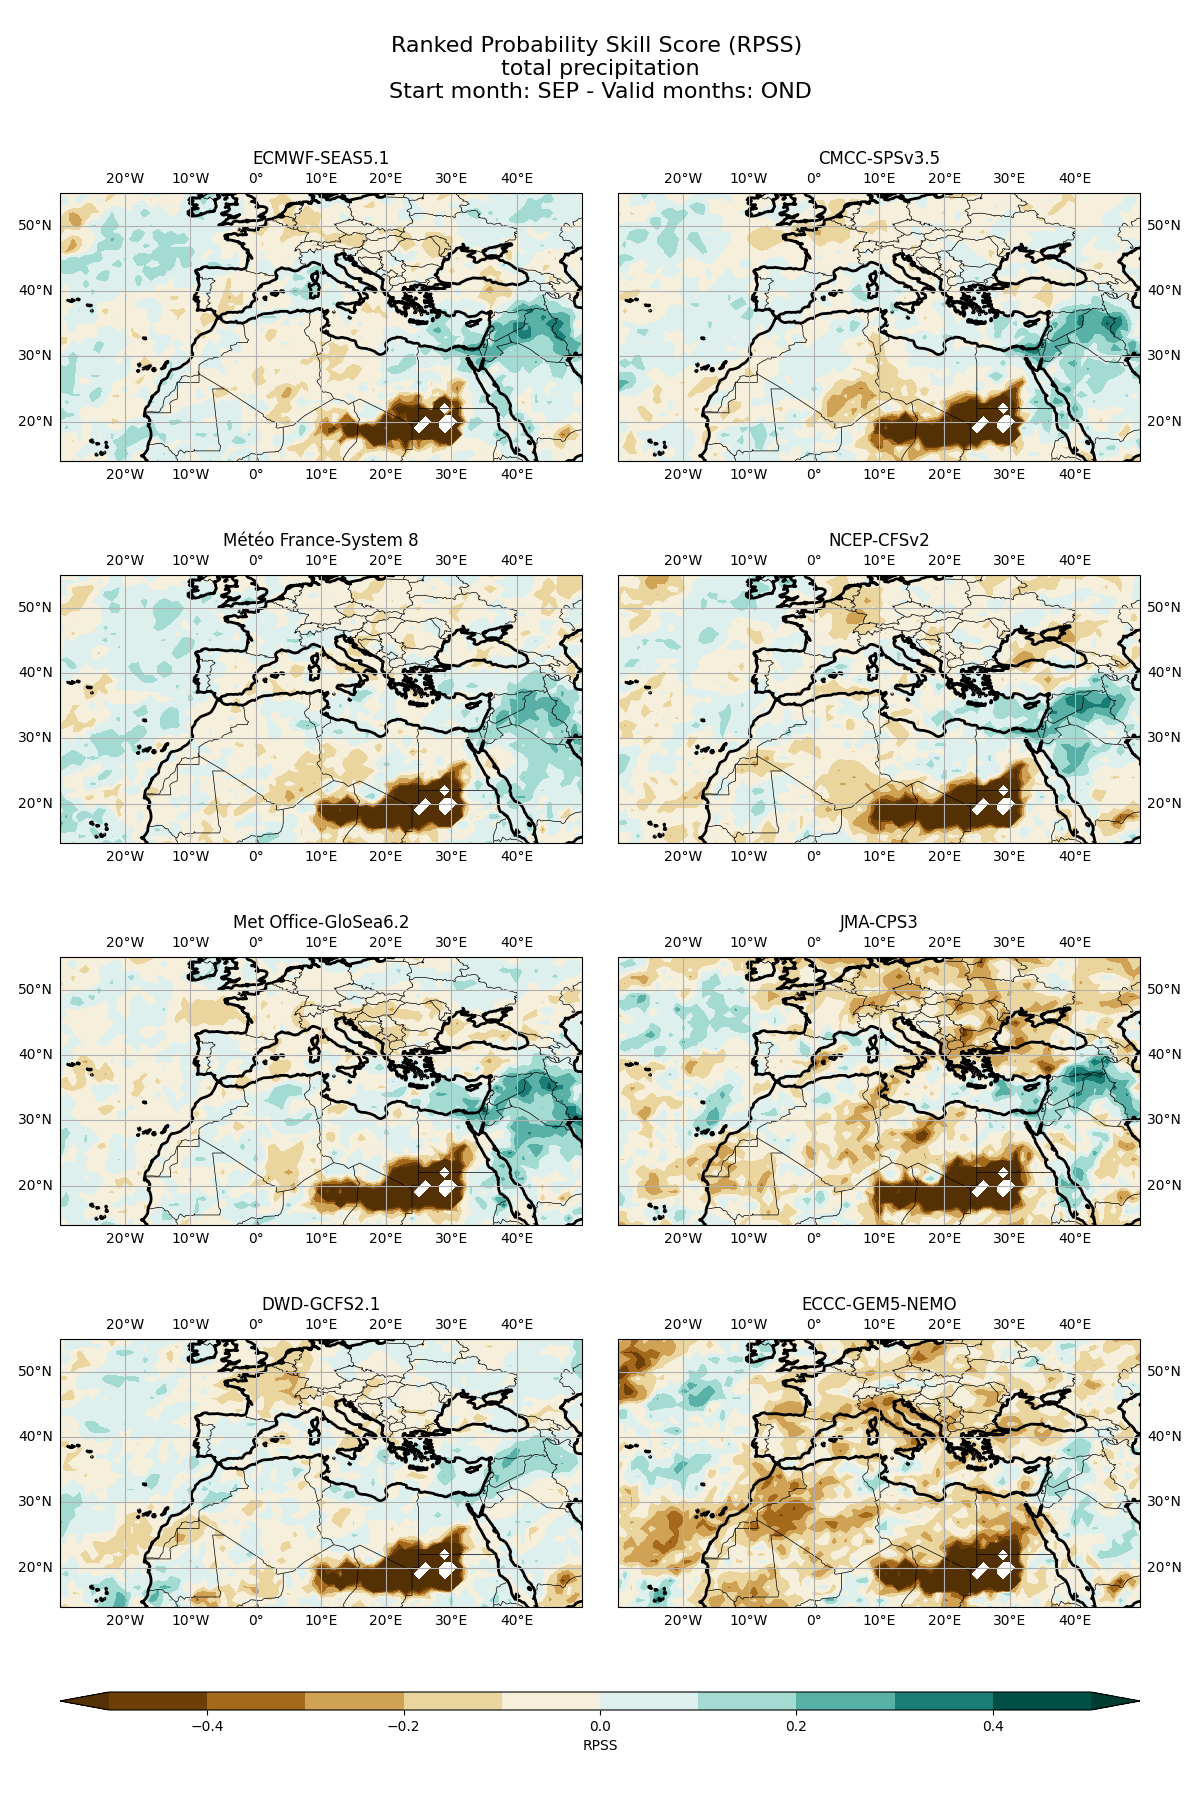 Ranked Probability Skill Score (RPSS)
total precipitation
Start month: SEP - Valid months: OND
ECMWF-SEAS5.1
20°W 10°W 0° 10°E 20°E 30°E 40°E
50°N
40°N
30°N
20°N
20°W 10°W 0° 10°E 20°E 30°E 40°E
CMCC-SPSv3.5
20°W 10°W 0° 10°E 20°E 30°E 40°E
50°N
40°N
30°N
20°N
20°W 10°W 0° 10°E 20°E 30°E 40°E
Météo France-System 8
20°W 10°W 0° 10°E 20°E 30°E 40°E
50°N
40°N
30°N
20°N
20°W 10°W 0° 10°E 20°E 30°E 40°E
NCEP-CFSv2
20°W 10°W 0° 10°E 20°E 30°E 40°E
50°N
40°N
30°N
20°N
20°W 10°W 0° 10°E 20°E 30°E 40°E
Met Office-GloSea6.2
20°W 10°W 0° 10°E 20°E 30°E 40°E
50°N
40°N
30°N
20°N
20°W 10°W 0° 10°E 20°E 30°E 40°E
JMA-CPS3
20°W 10°W 0° 10°E 20°E 30°E 40°E
50°N
40°N
30°N
20°N
20°W 10°W 0° 10°E 20°E 30°E 40°E
DWD-GCFS2.1
20°W 10°W 0° 10°E 20°E 30°E 40°E
50°N
40°N
30°N
20°N
20°W 10°W 0° 10°E 20°E 30°E 40°E
ECCC-GEM5-NEMO
20°W 10°W 0° 10°E 20°E 30°E 40°E
50°N
40°N
30°N
20°N
20°W 10°W 0° 10°E 20°E 30°E 40°E
−0.4 −0.2 0.0 0.2 0.4
RPSS